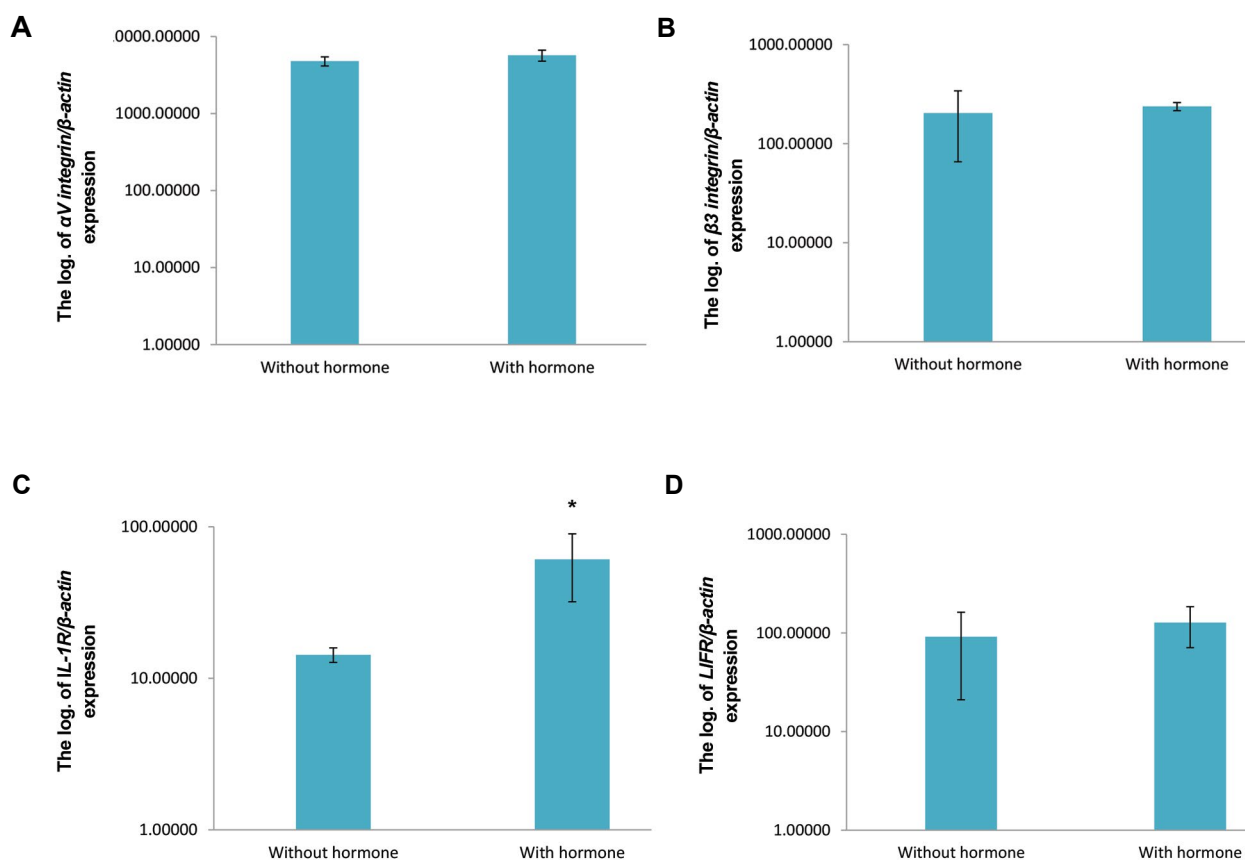 A
.0000.00000
1000.00000
100.00000
10.00000
1.00000
The log. of αV integrin/β-actin
expression
Without hormone
With hormone
B
1000.00000
100.00000
10.00000
1.00000
The log. of β3 integrin/β-actin
expression
Without hormone
With hormone
C
*
100.00000
10.00000
1.00000
The log. of IL-1R/β-actin
expression
Without hormone
With hormone
D
1000.00000
100.00000
10.00000
1.00000
The log. of LIFR/β-actin
expression
Without hormone
With hormone